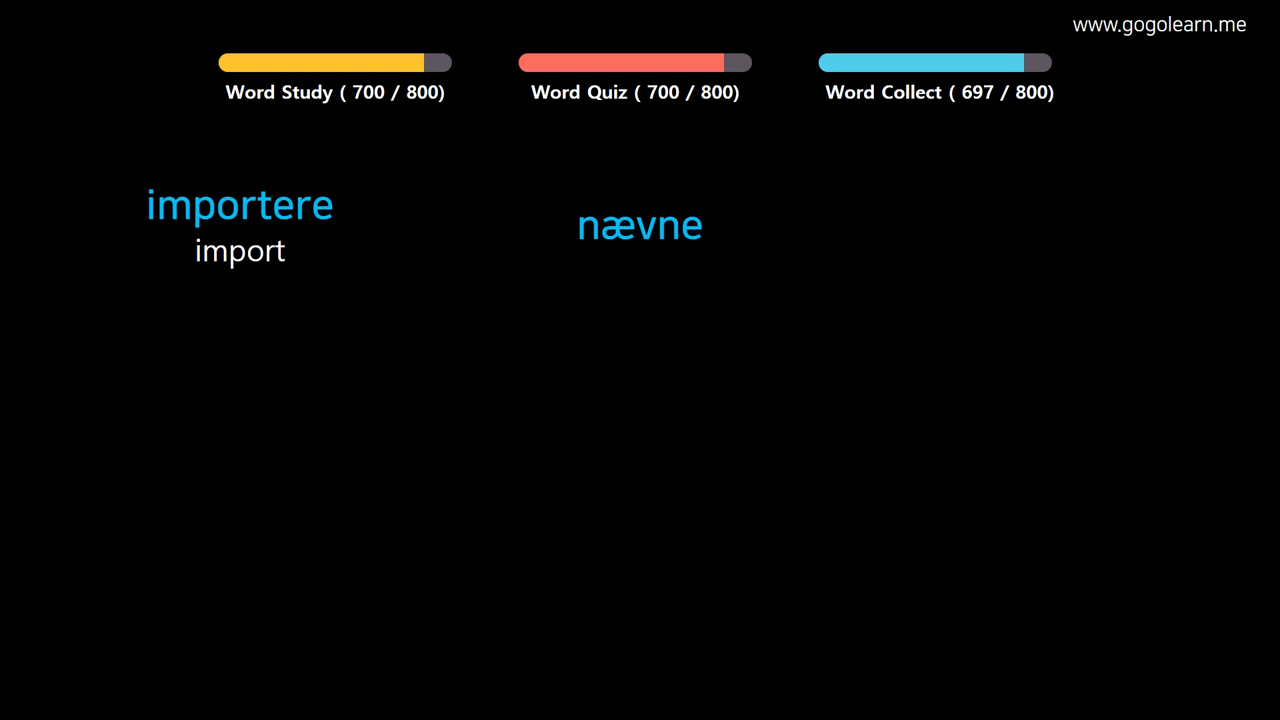 www.gogolearn.me
Word Study ( 700 / 800)
Word Quiz ( 700 / 800)
Word Collect ( 697 / 800)
importere
import
nævne